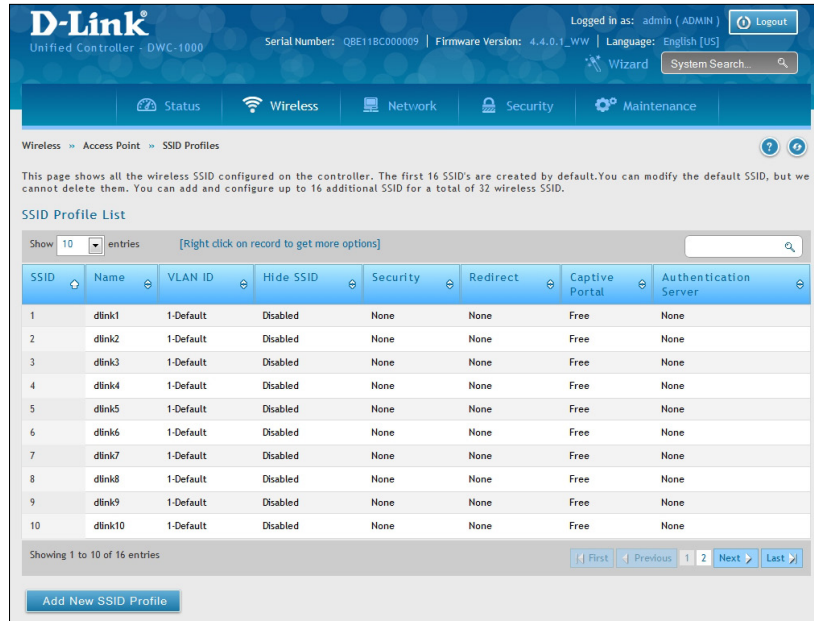 D-Link®
Unified Controller - DWC-1000
Logged in as: admin ( ADMIN ) Logout
Serial Number: QBE11BC000009 | Firmware Version: 4.4.0.1_WW | Language: English [US]
Wizard System Search...
Status Wireless Network Security Maintenance
Wireless » Access Point » SSID Profiles ?
This page shows all the wireless SSID configured on the controller. The first 16 SSID's are created by default.You can modify the default SSID, but we
cannot delete them. You can add and configure up to 16 additional SSID for a total of 32 wireless SSID.
SSID Profile List
Show 10 entries [Right click on record to get more options]
SSID Name VLAN ID Hide SSID Security Redirect Captive Portal Authentication Server
1 dlink1 1-Default Disabled None None Free None
2 dlink2 1-Default Disabled None None Free None
3 dlink3 1-Default Disabled None None Free None
4 dlink4 1-Default Disabled None None Free None
5 dlink5 1-Default Disabled None None Free None
6 dlink6 1-Default Disabled None None Free None
7 dlink7 1-Default Disabled None None Free None
8 dlink8 1-Default Disabled None None Free None
9 dlink9 1-Default Disabled None None Free None
10 dlink10 1-Default Disabled None None Free None
Showing 1 to 10 of 16 entries First Previous 1 2 Next Last
Add New SSID Profile